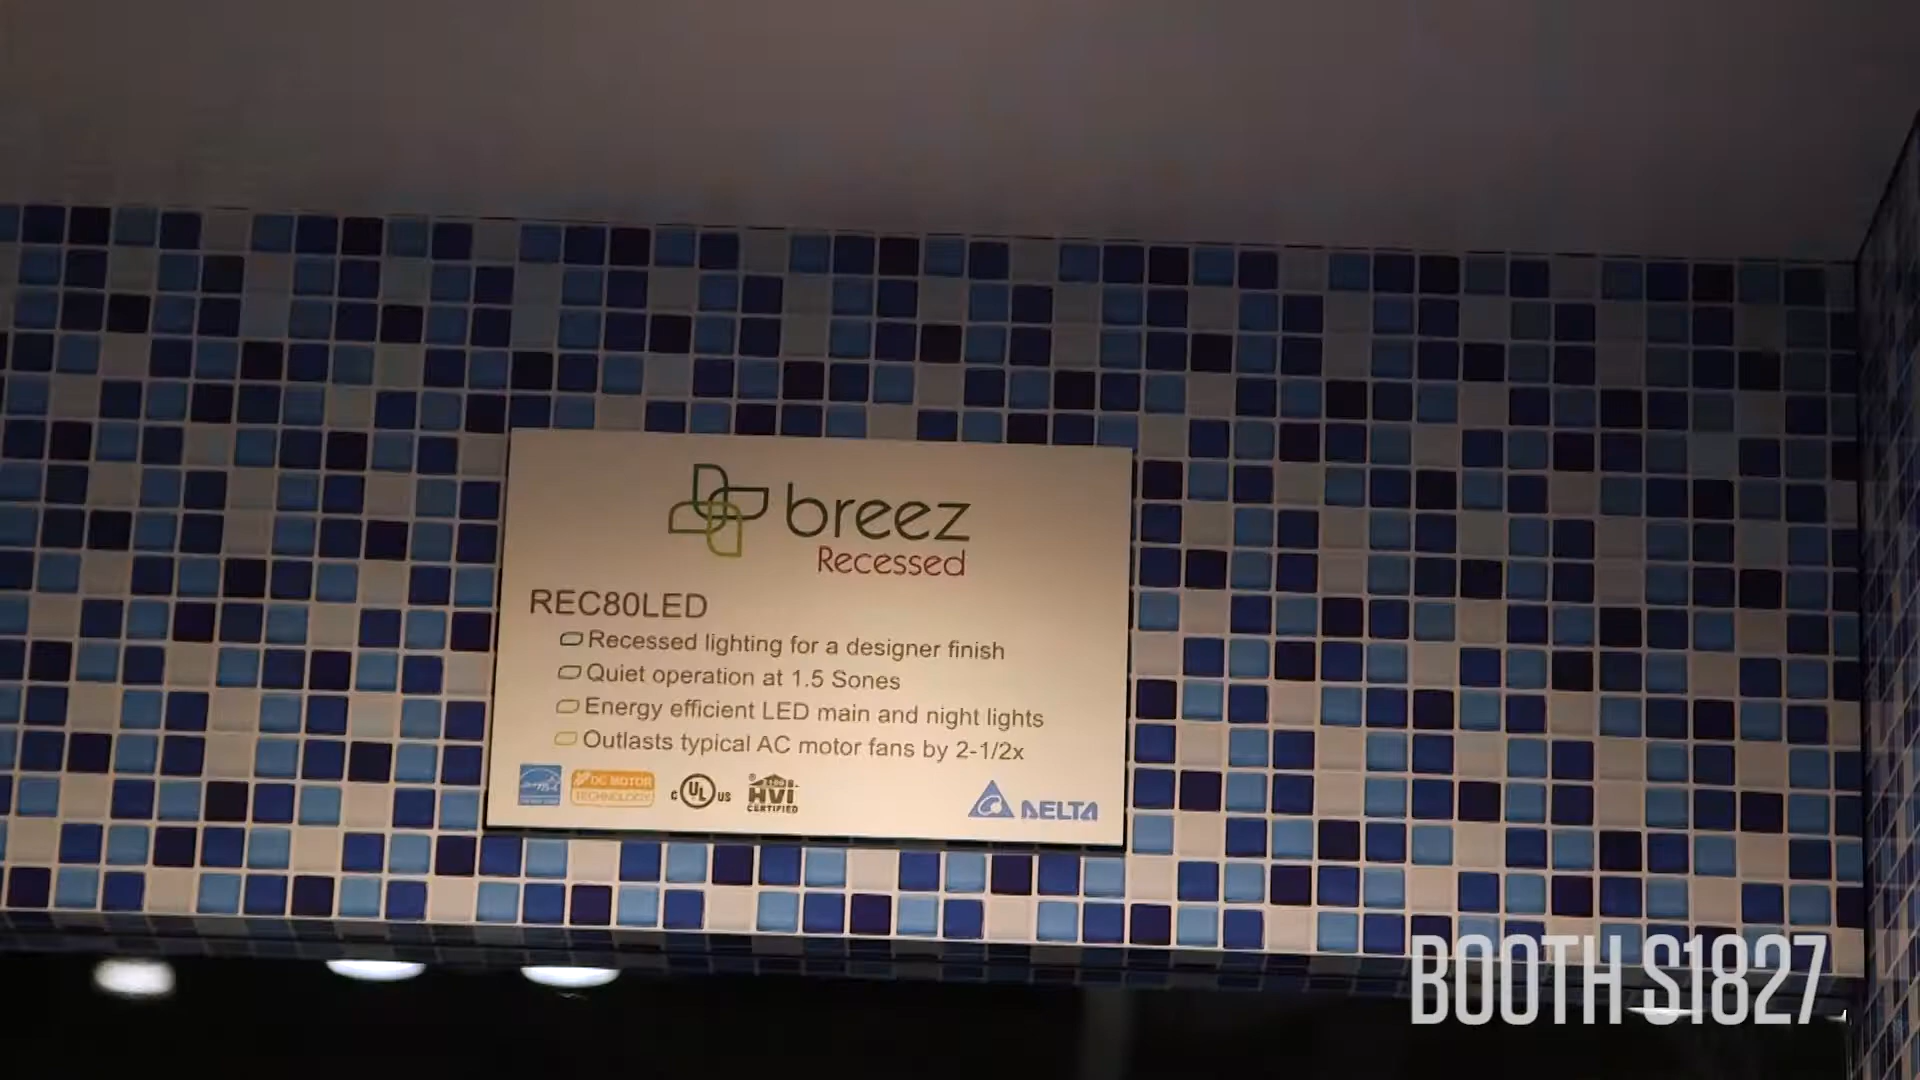 breez
Recessed
REC80LED
Recessed lighting for a designer finish
Quiet operation at 1.5 Sones
Energy efficient LED main and night lights
Outlasts typical AC motor fans by 2-1/2x
DC MOTOR
TECHNOLOGY
C UL US
HVI
CERTIFIED
DELTA
BOOTH S1827